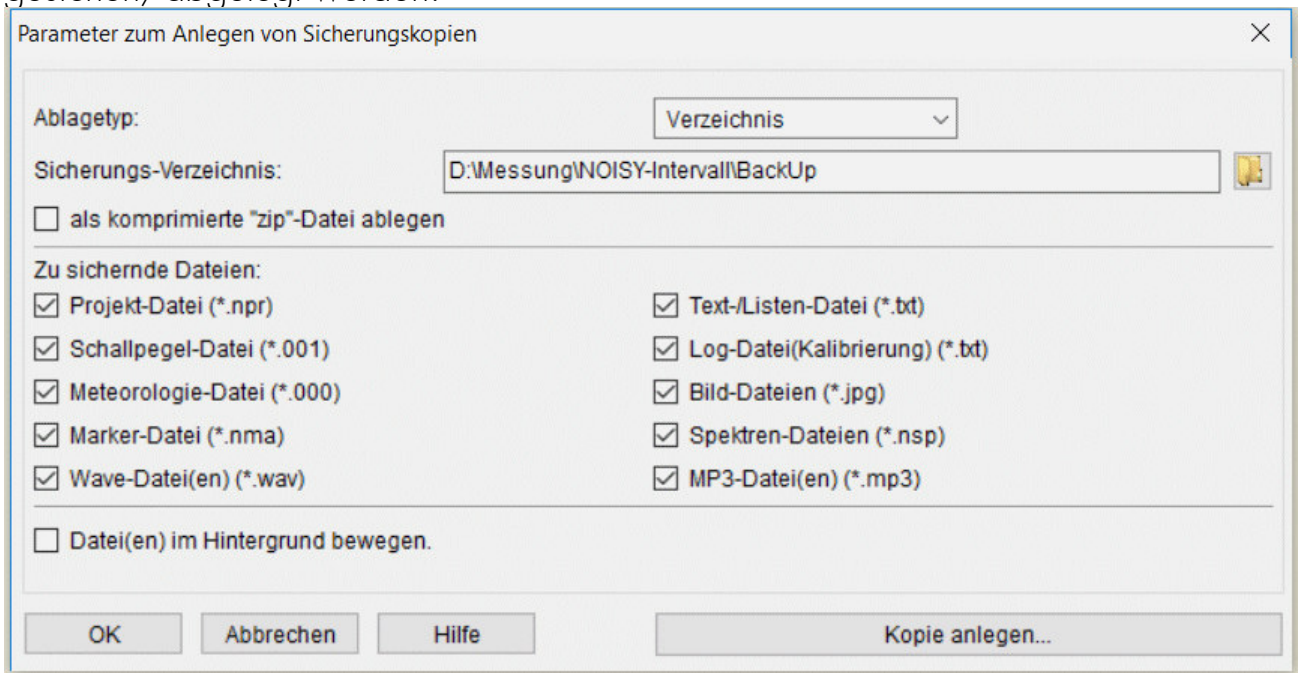 Parameter zum Anlegen von Sicherungskopien
Ablagetyp: Verzeichnis
Sicherungs-Verzeichnis: D:\Messung\NOISY-Intervall\BackUp
als komprimierte "zip"-Datei ablegen
Zu sichernde Dateien:
Projekt-Datei (*.npr) Text-/Listen-Datei (*.txt)
Schallpegel-Datei (*.001) Log-Datei(Kalibrierung) (*.txt)
Meteorologie-Datei (*.000) Bild-Dateien (*.jpg)
Marker-Datei (*.nma) Spektren-Dateien (*.nsp)
Wave-Datei(en) (*.wav) MP3-Datei(en) (*.mp3)
Datei(en) im Hintergrund bewegen.
OK Abbrechen Hilfe Kopie anlegen...